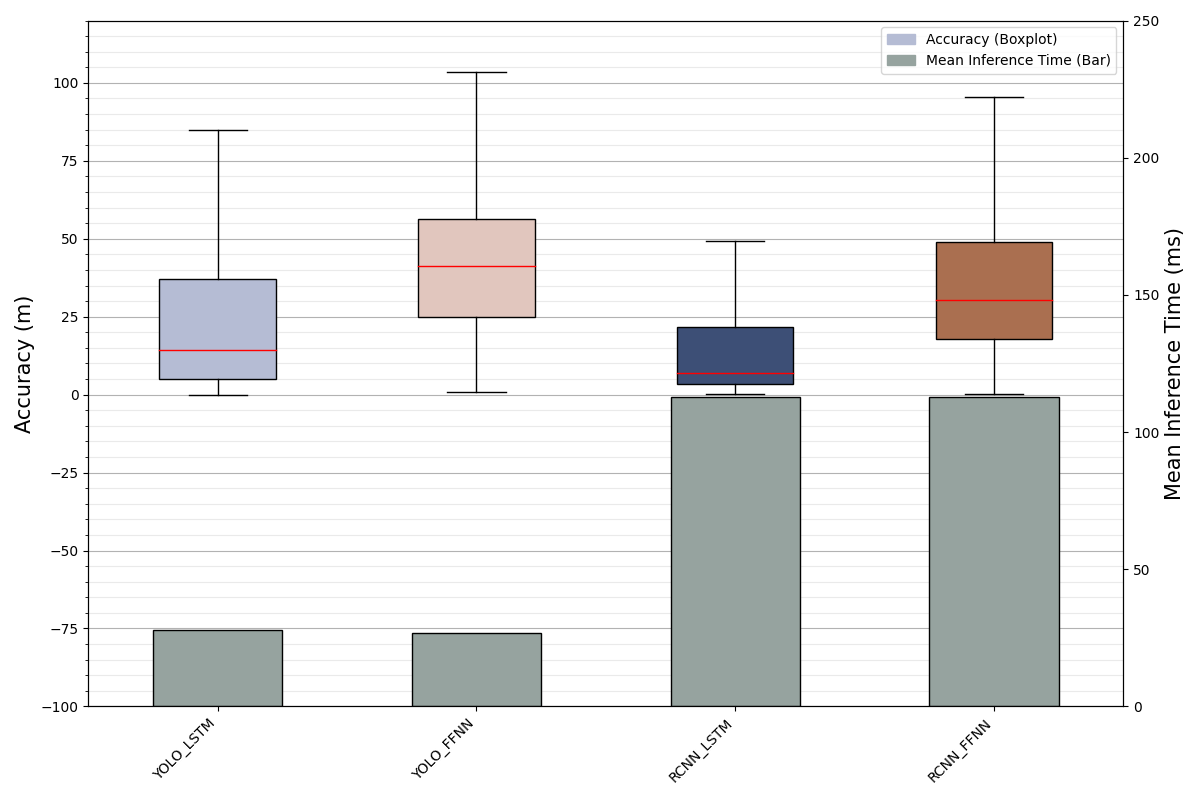 Accuracy (Boxplot)
Mean Inference Time (Bar)
Accuracy (m)
100
75
50
25
0
−25
−50
−75
−100
250
200
150
100
50
0
Mean Inference Time (ms)
YOLO_LSTM
YOLO_FFNN
RCNN_LSTM
RCNN_FFNN